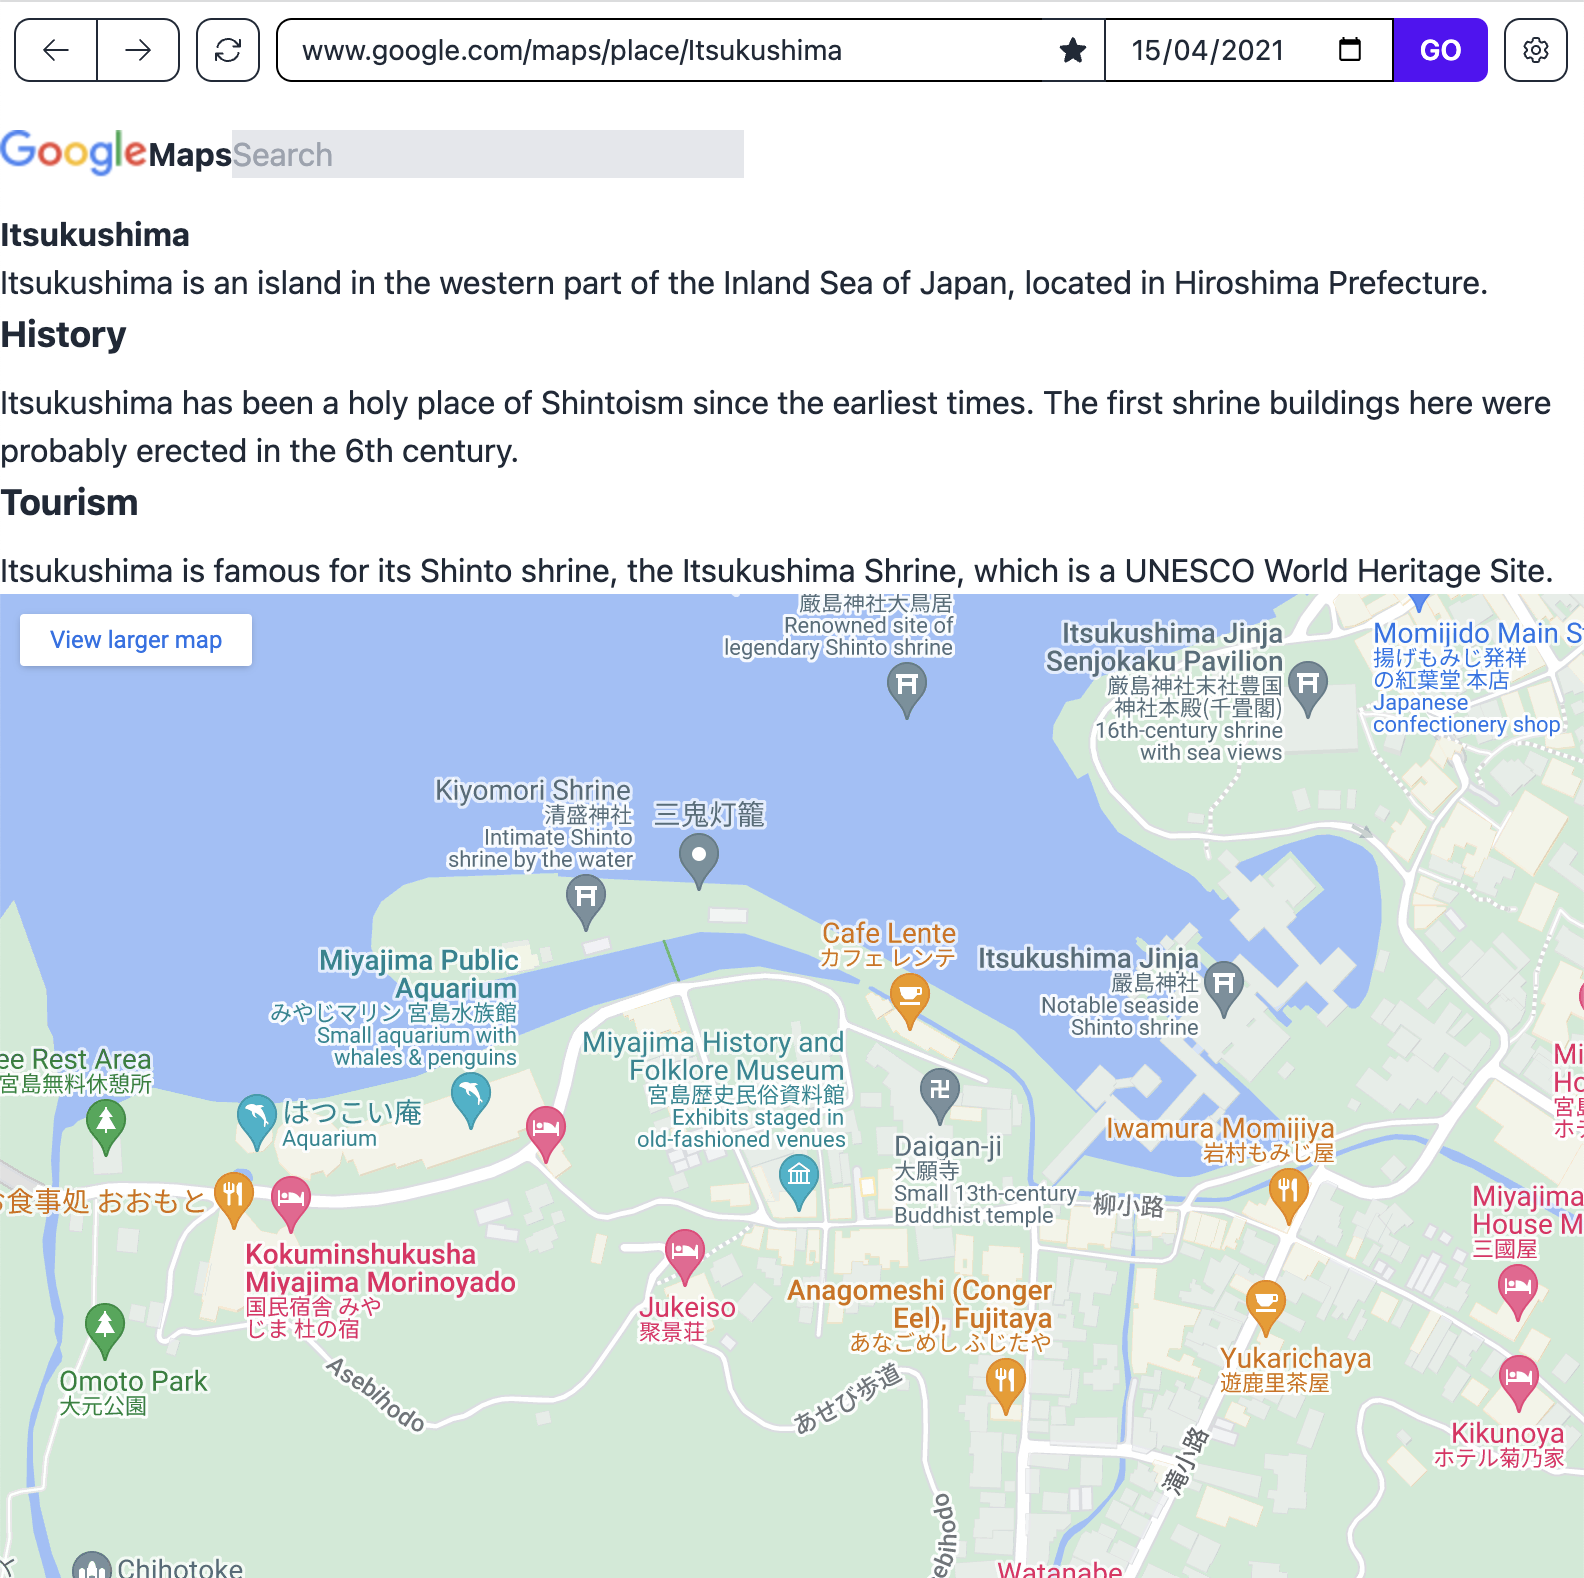 www.google.com/maps/place/Itsukushima
15/04/2021
GO
Google Maps Search
Itsukushima
Itsukushima is an island in the western part of the Inland Sea of Japan, located in Hiroshima Prefecture.
History
Itsukushima has been a holy place of Shintoism since the earliest times. The first shrine buildings here were
probably erected in the 6th century.
Tourism
Itsukushima is famous for its Shinto shrine, the Itsukushima Shrine, which is a UNESCO World Heritage Site.
View larger map
厳島神社大鳥居
Renowned site of
legendary Shinto shrine
Itsukushima Jinja
Senjokaku Pavilion
厳島神社末社豊国
神社本殿(千畳閣)
16th-century shrine
with sea views
Momijido Main S
揚げもみじ発祥
の紅葉堂 本店
Japanese
confectionery shop
Kiyomori Shrine
清盛神社
Intimate Shinto
shrine by the water
三鬼灯籠
Cafe Lente
カフェ レンテ
Itsukushima Jinja
嚴島神社
Notable seaside
Shinto shrine
Miyajima Public
Aquarium
みやじマリン 宮島水族館
Small aquarium with
whales & penguins
Miyajima History and
Folklore Museum
宮島歴史民俗資料館
Exhibits staged in
old-fashioned venues
ee Rest Area
宮島無料休憩所
はつこい庵
Aquarium
Daigan-ji
大願寺
Small 13th-century
Buddhist temple
Iwamura Momijiya
岩村もみじ屋
Mi
Ho
宮島
ホテ
柳小路
お食事処 おおもと
Kokuminshukusha
Miyajima Morinoyado
国民宿舎 みや
じま 杜の宿
Miyajima
House M
三國屋
Jukeiso
聚景荘
Anagomeshi (Conger
Eel), Fujitaya
あなごめし ふじたや
Yukarichaya
遊鹿里茶屋
Omoto Park
大元公園
Asebihodo
あせび歩道
Kikunoya
ホテル菊乃家
滝小路
ebihodo
Chihotoke
Watanabe